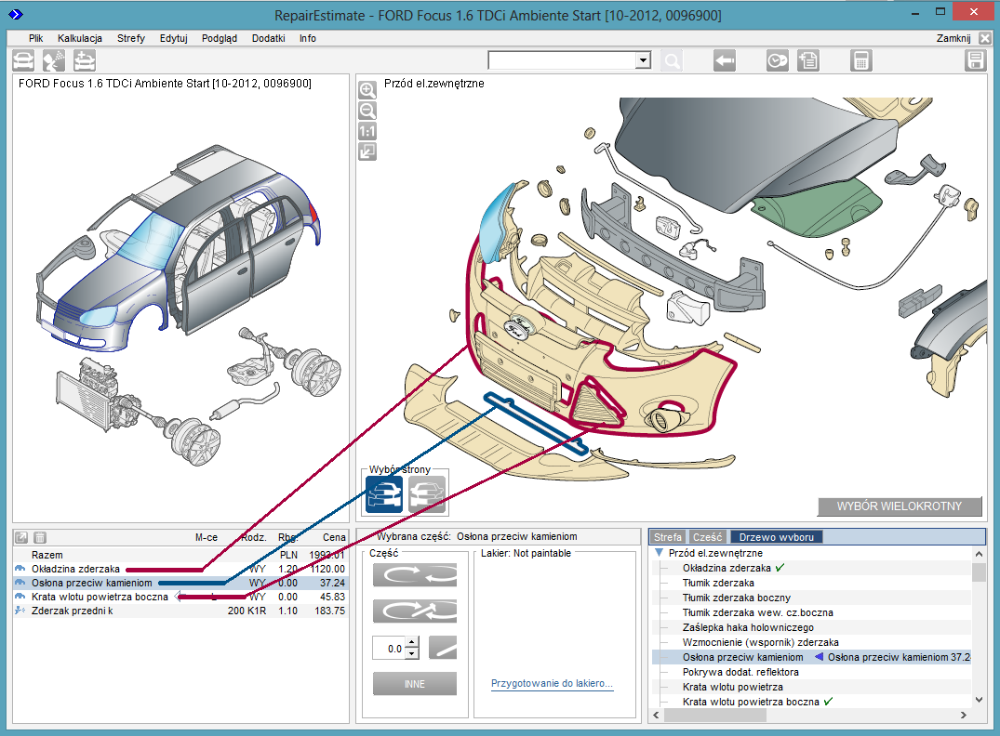 RepairEstimate - FORD Focus 1.6 TDCi Ambiente Start [10-2012, 0096900]
Plik Kalkulacja Strefy Edytuj Podgląd Dodatki Info Zamknij
FORD Focus 1.6 TDCi Ambiente Start [10-2012, 0096900]
Przód el.zewnętrzne
1:1
Wybór strony
WYBÓR WIELOKROTNY
M-ce Rodz. Rbg. Cena
Razem PLN 1993.01
Okładzina zderzaka WY 1.20 1120.00
Osłona przeciw kamieniom WY 0.00 37.24
Krata wlotu powietrza boczna WY 0.00 45.83
Zderzak przedni k 200 K1R 1.10 183.75
Wybrana część: Osłona przeciw kamieniom
Część
0.0
INNE
Lakier: Not paintable
Przygotowanie do lakiero...
Strefa Cześć Drzewo wyboru
Przód el.zewnętrzne
Okładzina zderzaka ✓
Tłumik zderzaka
Tłumik zderzaka boczny
Tłumik zderzaka wew. cz.boczna
Zaślepka haka holowniczego
Wzmocnienie (wspornik) zderzaka
Osłona przeciw kamieniom Osłona przeciw kamieniom 37.2
Pokrywa dodat. reflektora
Krata wlotu powietrza
Krata wlotu powietrza boczna ✓